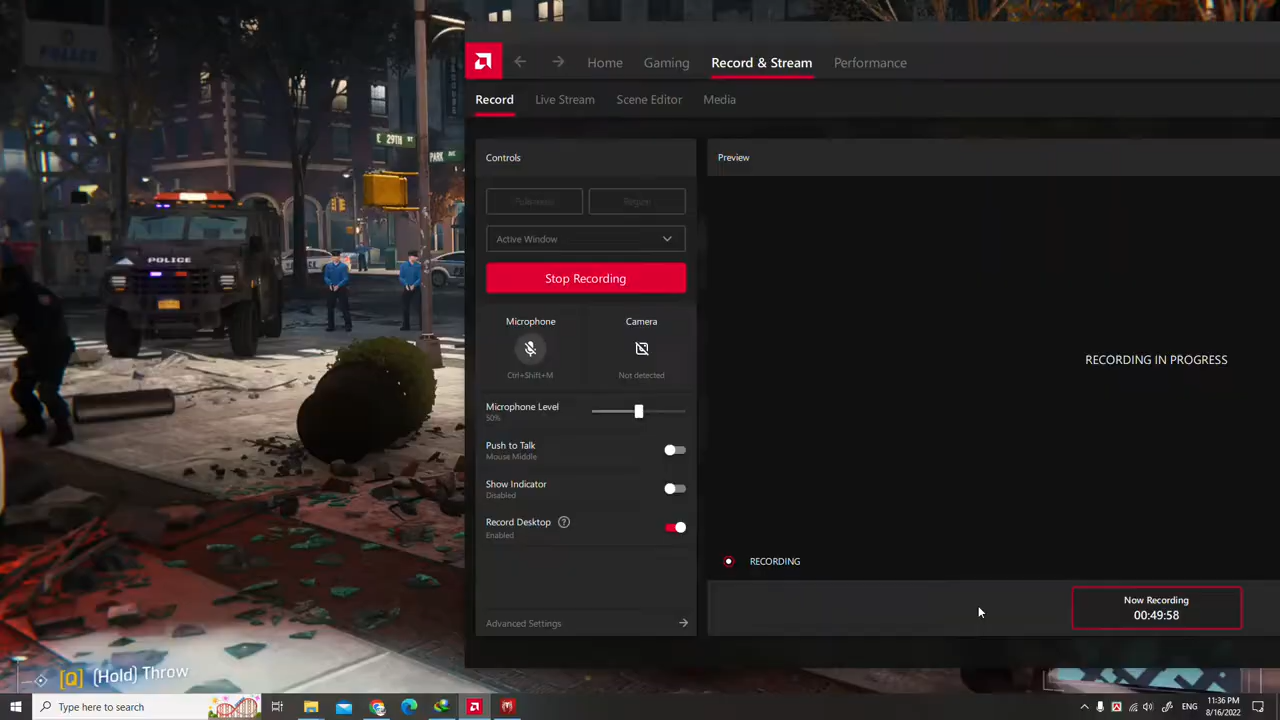 POLICE
E 29TH ST
PARK AVE
POLICE
[Q] (Hold) Throw
Home
Gaming
Record & Stream
Performance
Record
Live Stream
Scene Editor
Media
Controls
Fullscreen
Region
Active Window
Stop Recording
Microphone
Camera
Ctrl+Shift+M
Not detected
Microphone Level
50%
Push to Talk
Mouse Middle
Show Indicator
Disabled
Record Desktop ?
Enabled
Advanced Settings
Preview
RECORDING IN PROGRESS
RECORDING
Now Recording
00:49:58
Type here to search
ENG
11:36 PM
8/16/2022